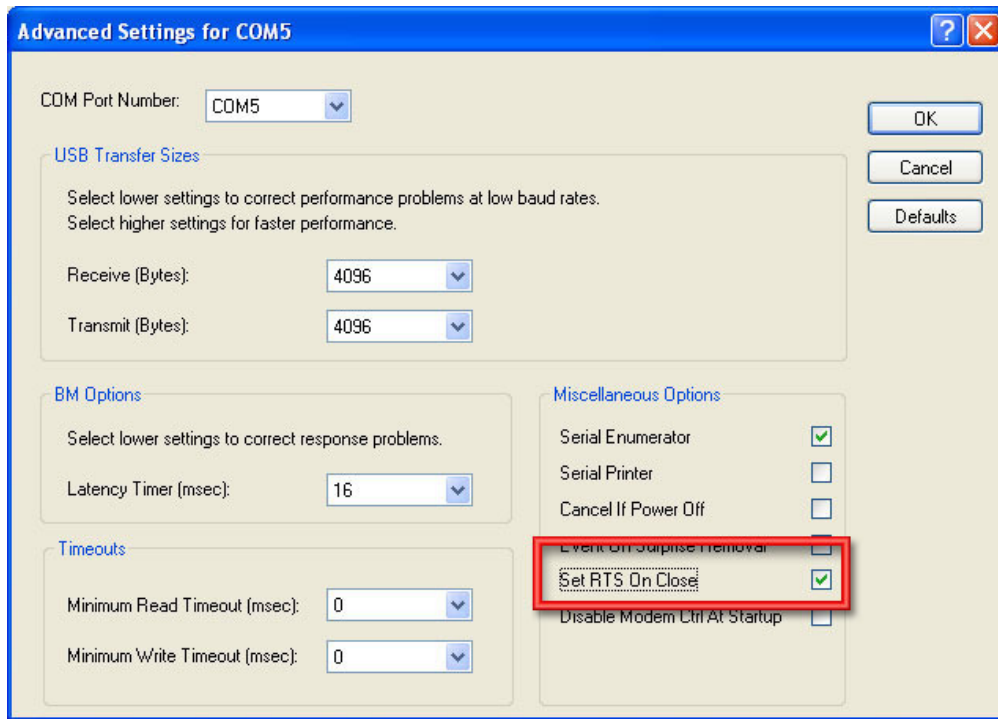 Advanced Settings for COM5
COM Port Number:
COM5
OK
Cancel
Defaults
USB Transfer Sizes
Select lower settings to correct performance problems at low baud rates.
Select higher settings for faster performance.
Receive (Bytes):
4096
Transmit (Bytes):
4096
BM Options
Select lower settings to correct response problems.
Latency Timer (msec):
16
Timeouts
Minimum Read Timeout (msec):
0
Minimum Write Timeout (msec):
0
Miscellaneous Options
Serial Enumerator
Serial Printer
Cancel If Power Off
Event On Surprise Removal
Set RTS On Close
Disable Modem Ctrl At Startup